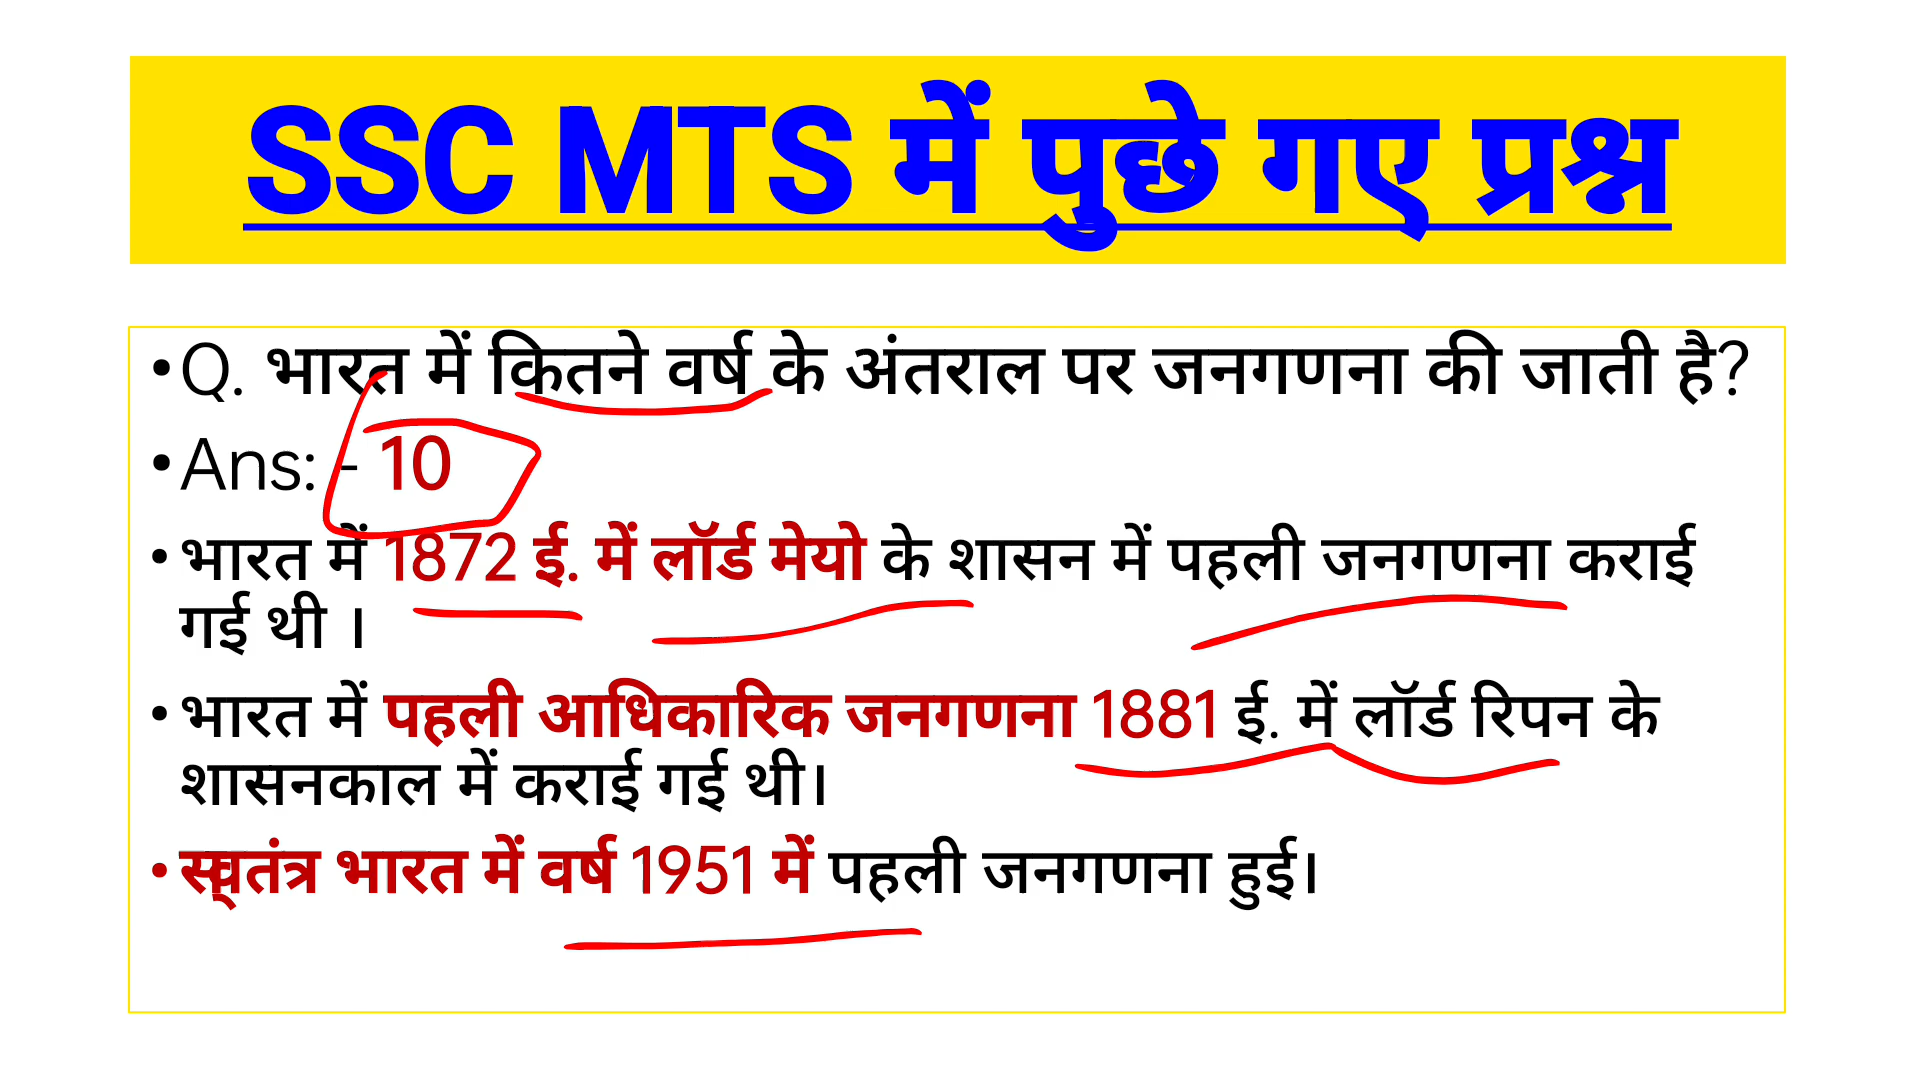 SSC MTS में पुछे गए प्रश्न
•Q. भारत में कितने वर्ष के अंतराल पर जनगणना की जाती है?
•Ans: - 10
•भारत में 1872 ई. में लॉर्ड मेयो के शासन में पहली जनगणना कराई
गई थी ।
•भारत में पहली आधिकारिक जनगणना 1881 ई. में लॉर्ड रिपन के
शासनकाल में कराई गई थी।
•स्वतंत्र भारत में वर्ष 1951 में पहली जनगणना हुई।